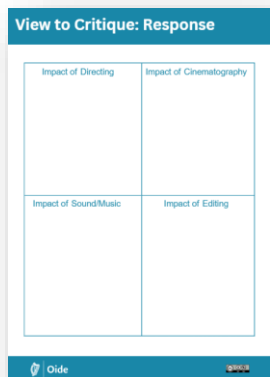 View to Critique: Response
Impact of Directing
Impact of Cinematography
Impact of Sound/Music
Impact of Editing
Oide